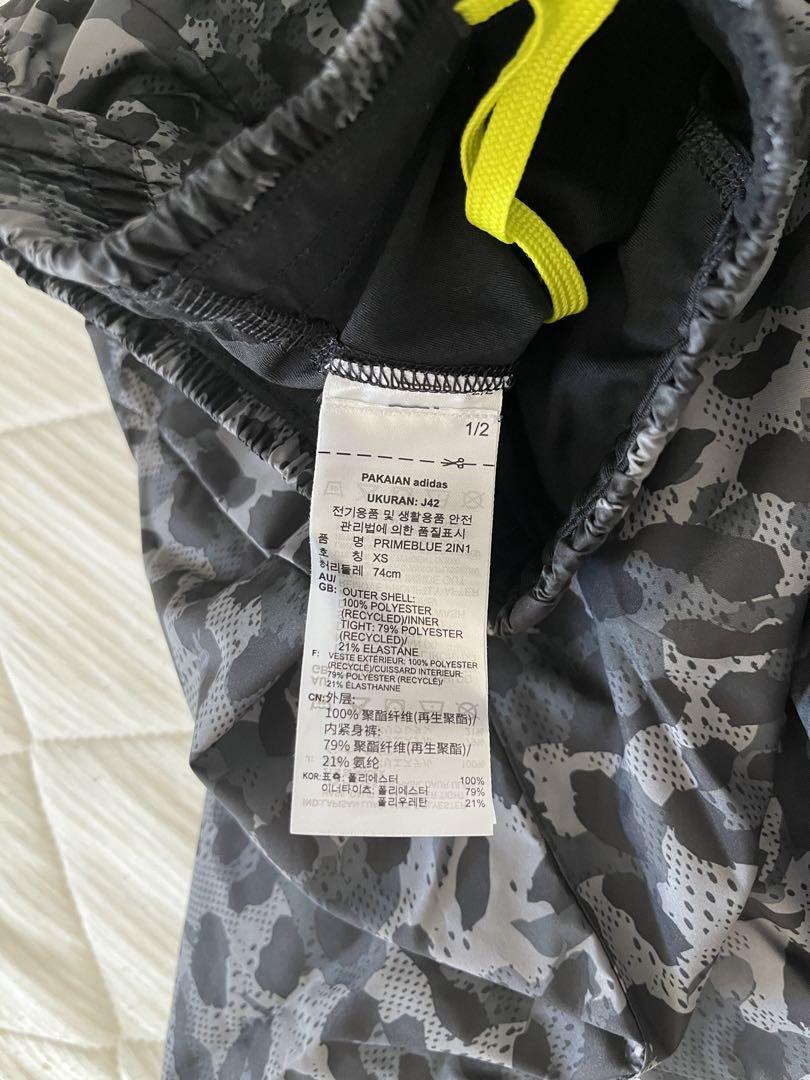 1/2
PAKAIAN adidas
UKURAN: J42
전기용품 및 생활용품 안전
관리법에 의한 품질표시
품 명 PRIMEBLUE 2IN1
호 칭 XS
허리둘레 74cm
AU/
GB: OUTER SHELL:
100% POLYESTER
(RECYCLED)/INNER
TIGHT: 79% POLYESTER
(RECYCLED)/
21% ELASTANE
F: VESTE EXTÉRIEUR: 100% POLYESTER
(RECYCLÉ)/CUISSARD INTERIEUR:
79% POLYESTER (RECYCLÉ)/
21% ÉLASTHANNE
CN:外层:
100% 聚酯纤维(再生聚酯)/
内紧身裤:
79% 聚酯纤维(再生聚酯)/
21% 氨纶
KOR:표측: 폴리에스터 100%
이너타이즈: 폴리에스터 79%
폴리우레탄 21%